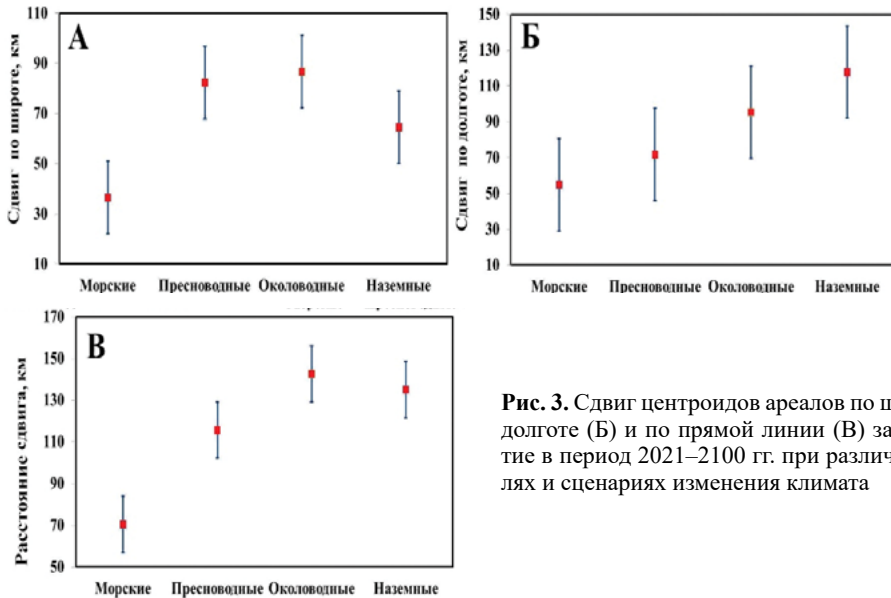 А
Сдвиг по широте, км
110
90
70
50
30
10
Морские Пресноводные Околоводные Наземные
Б
Сдвиг по долготе, км
150
130
110
90
70
50
30
10
Морские Пресноводные Околоводные Наземные
В
Расстояние сдвига, км
170
150
130
110
90
70
50
Морские Пресноводные Околоводные Наземные
Рис. 3. Сдвиг центроидов ареалов по ш
долготе (Б) и по прямой линии (В) за
тие в период 2021–2100 гг. при различ
лях и сценариях изменения климата